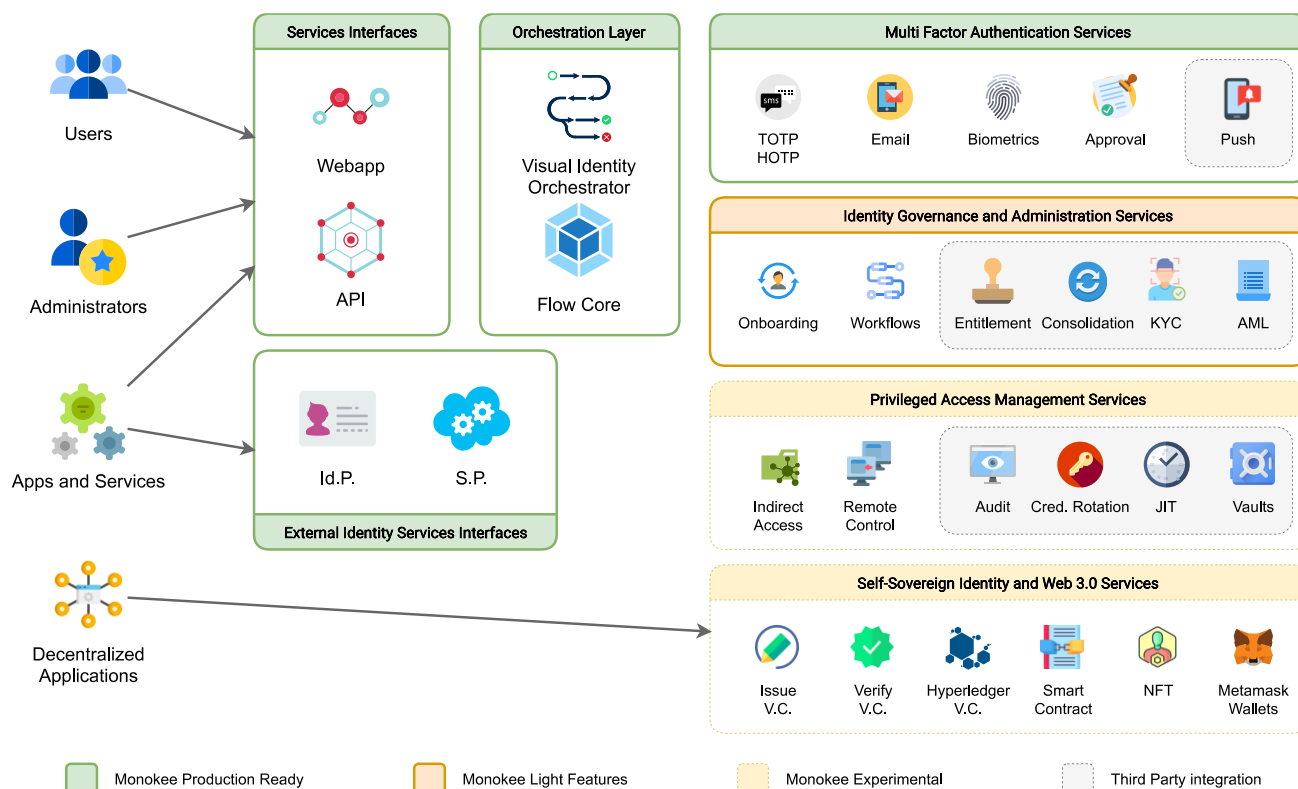 Services Interfaces
Orchestration Layer
Multi Factor Authentication Services
Users
Webapp
Visual Identity
Orchestrator
sms
TOTP
HOTP
Email
Biometrics
Approval
Push
Administrators
API
Flow Core
Identity Governance and Administration Services
Onboarding
Workflows
Entitlement
Consolidation
KYC
AML
Apps and Services
Id.P.
S.P.
External Identity Services Interfaces
Privileged Access Management Services
Indirect
Access
Remote
Control
Audit
Cred. Rotation
JIT
Vaults
Decentralized
Applications
Self-Sovereign Identity and Web 3.0 Services
Issue
V.C.
Verify
V.C.
Hyperledger
V.C.
Smart
Contract
NFT
Metamask
Wallets
Monokee Production Ready
Monokee Light Features
Monokee Experimental
Third Party integration